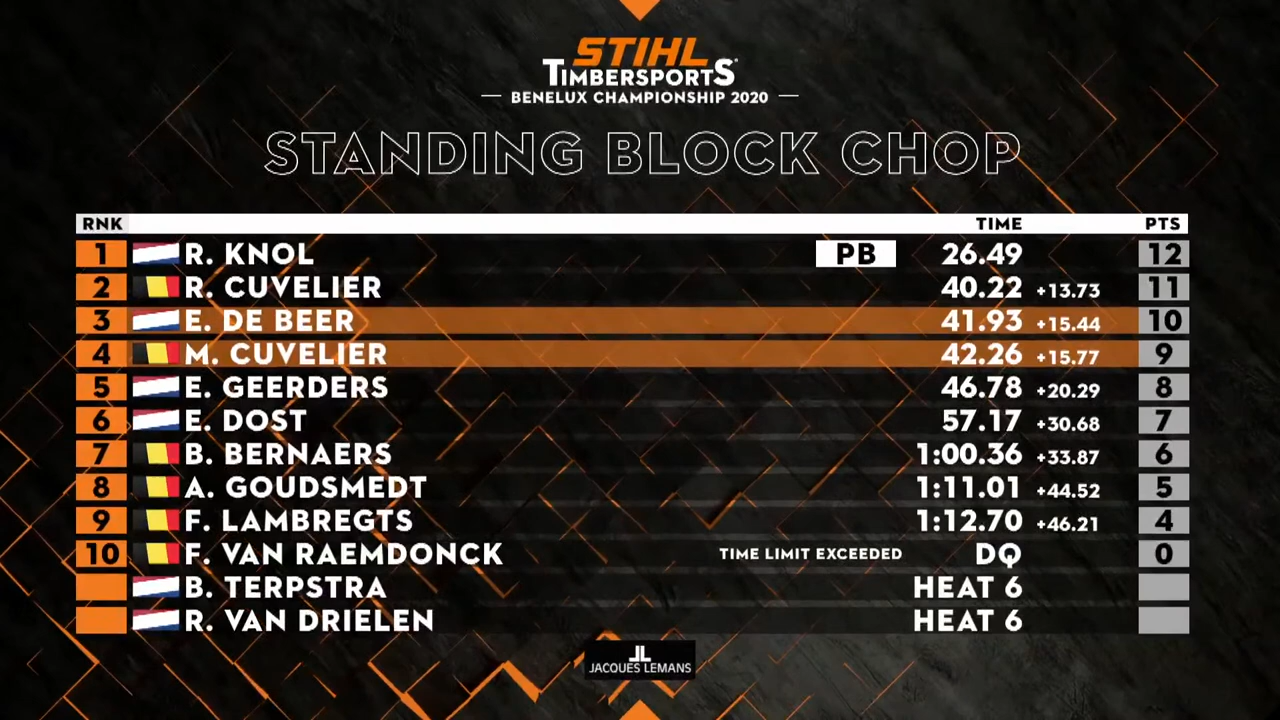 STIHL
TIMBERSPORTS®
BENELUX CHAMPIONSHIP 2020
STANDING BLOCK CHOP
RNK TIME PTS
1 R. KNOL PB 26.49 12
2 R. CUVELIER 40.22 +13.73 11
3 E. DE BEER 41.93 +15.44 10
4 M. CUVELIER 42.26 +15.77 9
5 E. GEERDERS 46.78 +20.29 8
6 E. DOST 57.17 +30.68 7
7 B. BERNAERS 1:00.36 +33.87 6
8 A. GOUDSMEDT 1:11.01 +44.52 5
9 F. LAMBREGTS 1:12.70 +46.21 4
10 F. VAN RAEMDONCK TIME LIMIT EXCEEDED DQ 0
B. TERPSTRA HEAT 6
R. VAN DRIELEN HEAT 6
JL
JACQUES LEMANS